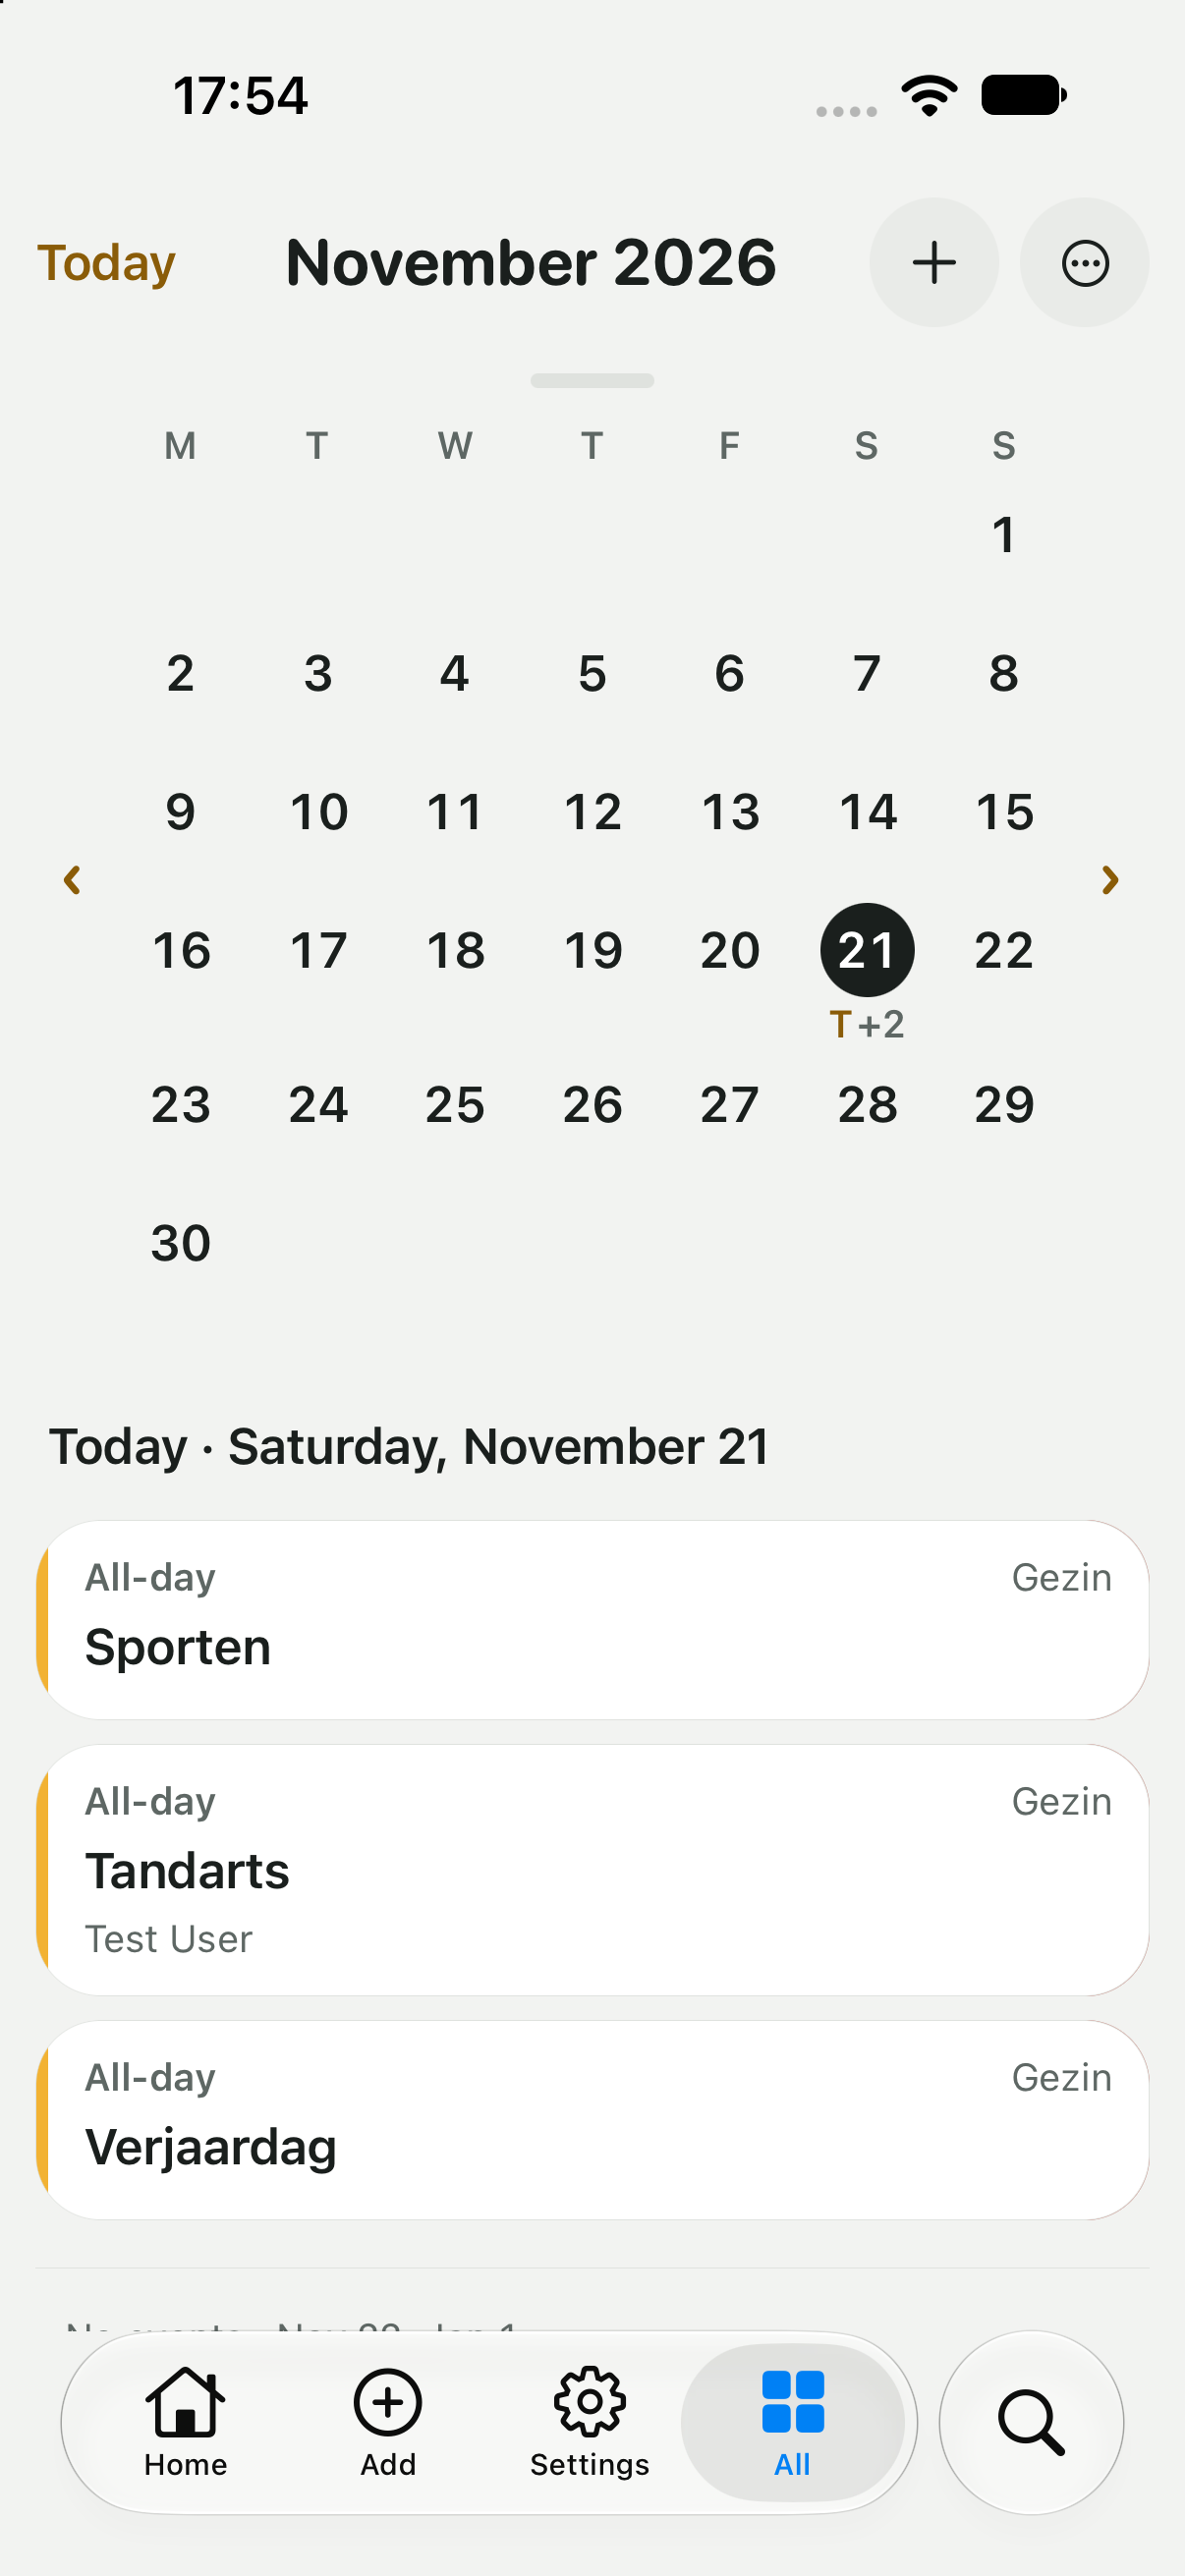 17:54
Today November 2026
M T W T F S S
1
2 3 4 5 6 7 8
9 10 11 12 13 14 15
16 17 18 19 20 21 22
T +2
23 24 25 26 27 28 29
30
Today · Saturday, November 21
All-day Gezin
Sporten
All-day Gezin
Tandarts
Test User
All-day Gezin
Verjaardag
Home Add Settings All